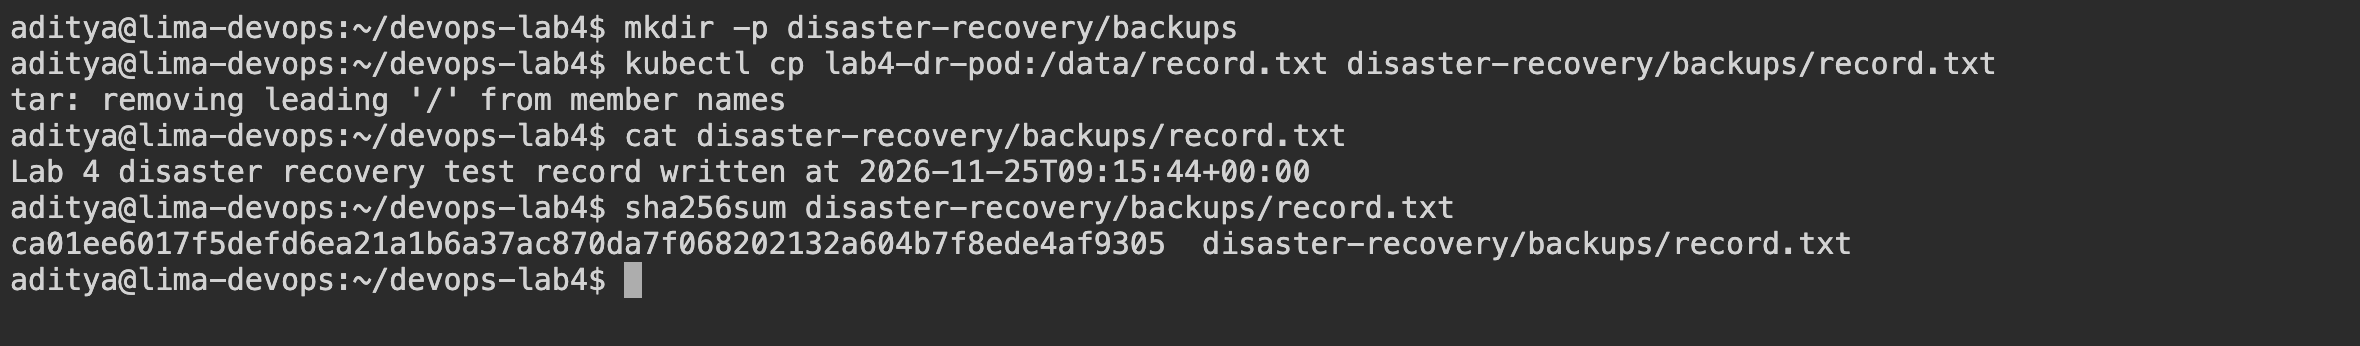 aditya@lima-devops:~/devops-lab4$ mkdir -p disaster-recovery/backups
aditya@lima-devops:~/devops-lab4$ kubectl cp lab4-dr-pod:/data/record.txt disaster-recovery/backups/record.txt
tar: removing leading '/' from member names
aditya@lima-devops:~/devops-lab4$ cat disaster-recovery/backups/record.txt
Lab 4 disaster recovery test record written at 2026-11-25T09:15:44+00:00
aditya@lima-devops:~/devops-lab4$ sha256sum disaster-recovery/backups/record.txt
ca01ee6017f5defd6ea21a1b6a37ac870da7f068202132a604b7f8ede4af9305  disaster-recovery/backups/record.txt
aditya@lima-devops:~/devops-lab4$